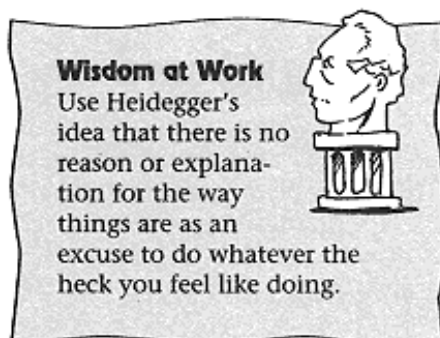 Wisdom at Work
Use Heidegger's
idea that there is no
reason or explana-
tion for the way
things are as an
excuse to do whatever the
heck you feel like doing.